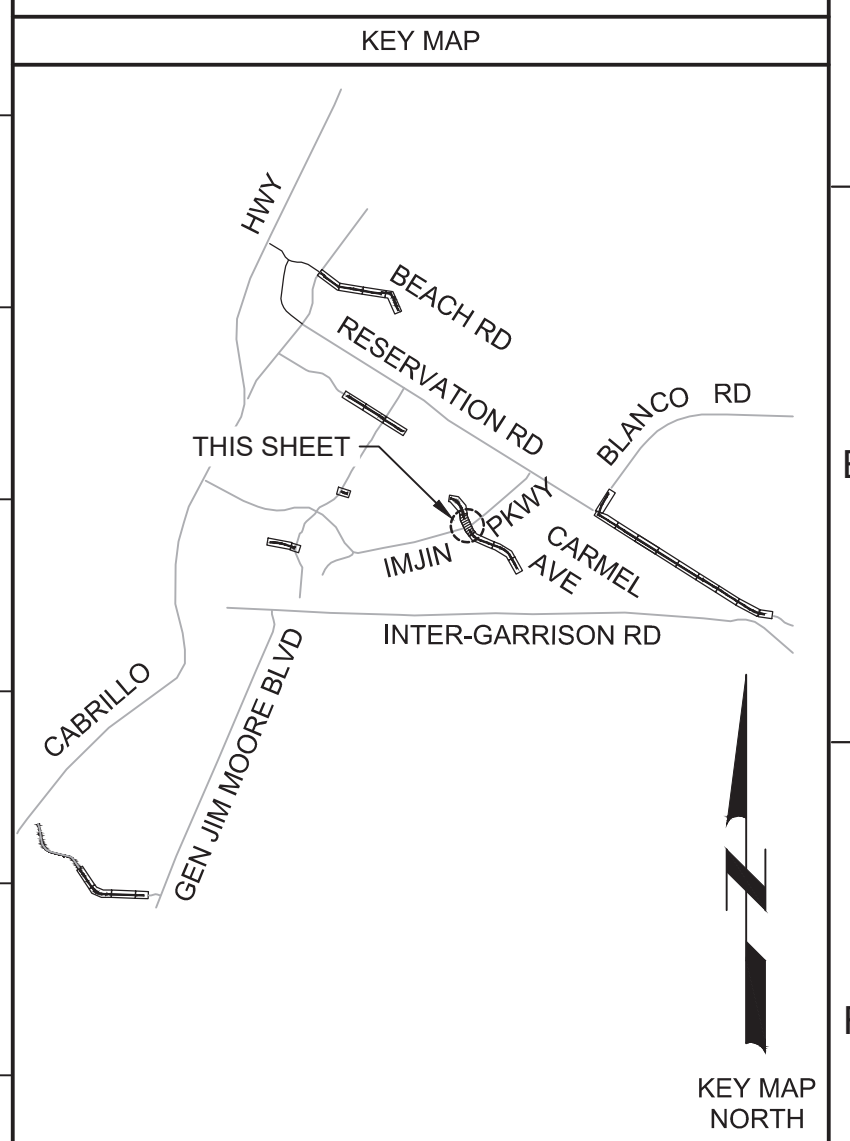 KEY MAP
HWY
BEACH RD
RESERVATION RD
BLANCO RD
THIS SHEET
PKWY
IMJIN
CARMEL
AVE
INTER-GARRISON RD
CABRILLO
GEN JIM MOORE BLVD
N
KEY MAP
NORTH